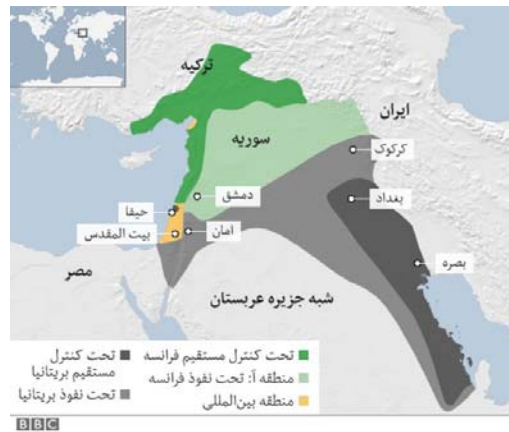 ترکیه
ایران
سوریه
کرکوک
دمشق
بغداد
حیفا
امان
بیت المقدس
بصره
مصر
شبه جزیره عربستان
تحت کنترل مستقیم فرانسه
منطقه آ: تحت نفوذ فرانسه
منطقه بین‌المللی
تحت کنترل
مستقیم بریتانیا
تحت نفوذ بریتانیا
BBC